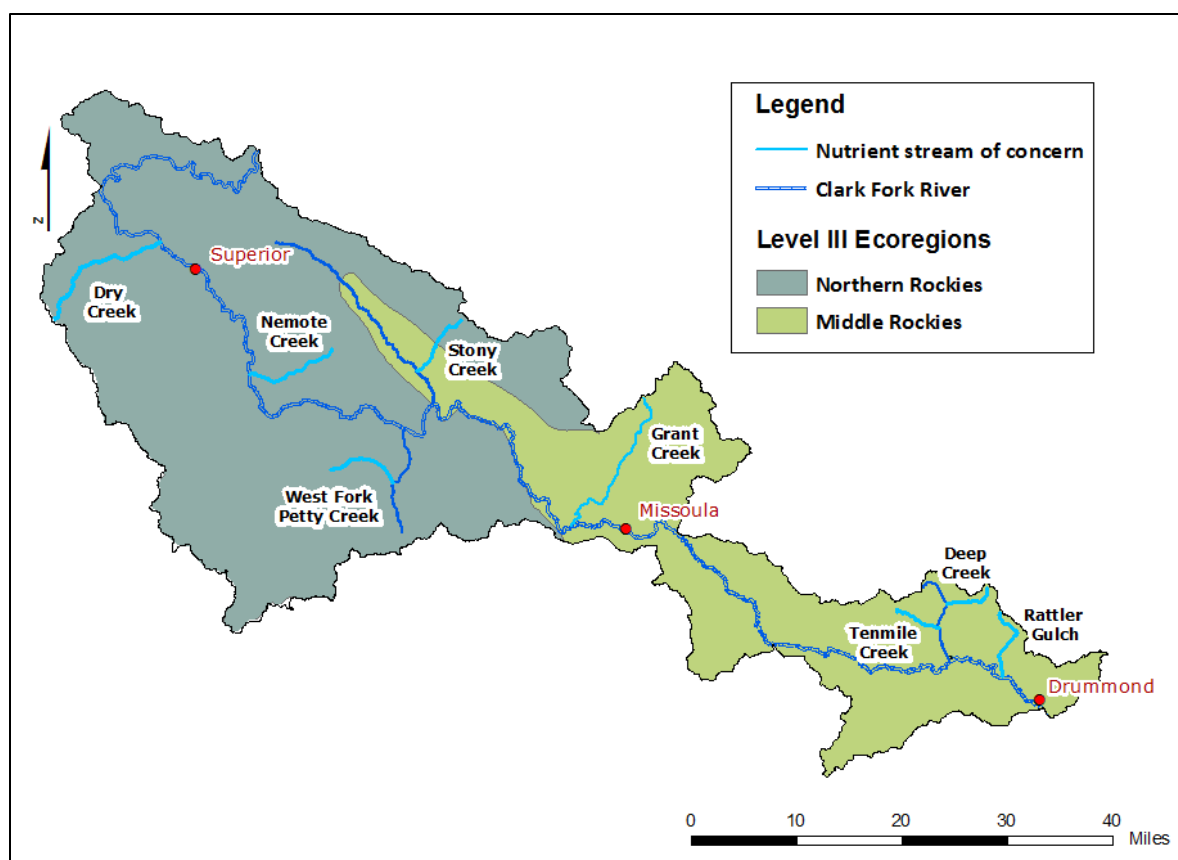 Legend
Nutrient stream of concern
Clark Fork River
Level III Ecoregions
Northern Rockies
Middle Rockies
N
Superior
Dry
Creek
Nemote
Creek
Stony
Creek
Grant
Creek
West Fork
Petty Creek
Missoula
Deep
Creek
Rattler
Gulch
Tenmile
Creek
Drummond
0 10 20 30 40
Miles